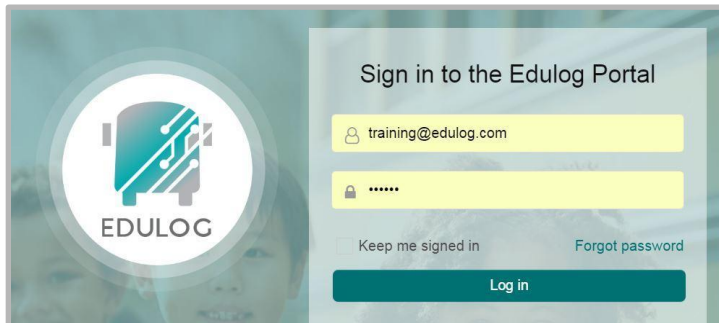 EDULOG
Sign in to the Edulog Portal
training@edulog.com
••••••
Keep me signed in
Forgot password
Log in